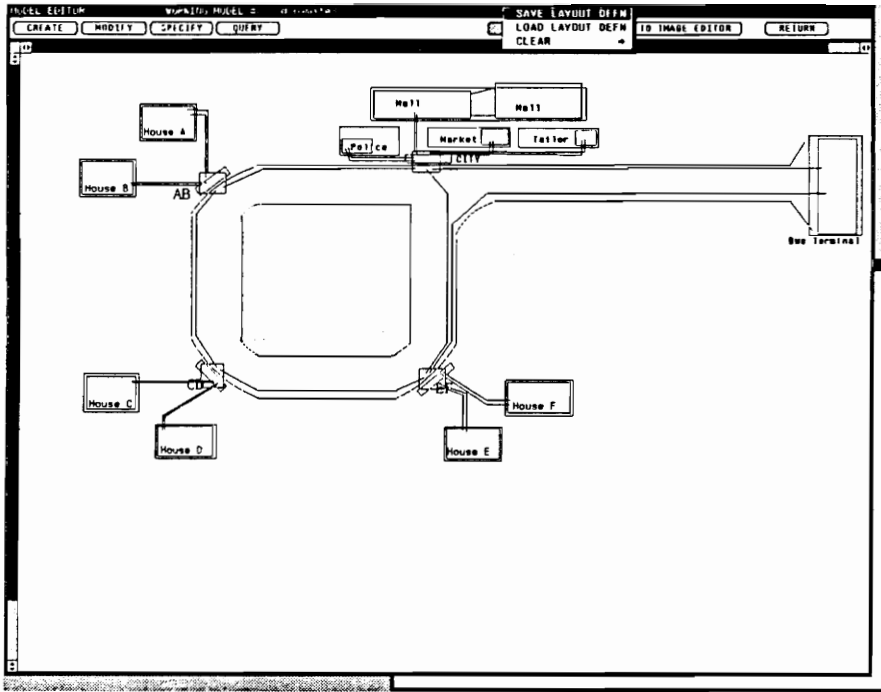 MODEL EDITOR WORKING MODEL =
SAVE LAYOUT DEFN
CREATE MODIFY SPECIFY QUERY
LOAD LAYOUT DEFN
TO IMAGE EDITOR RETURN
CLEAR
Mall Mall
House A
Police Market Tailor
CITY
House B
AB
Bus Terminal
CD
House C
House F
House D
House E